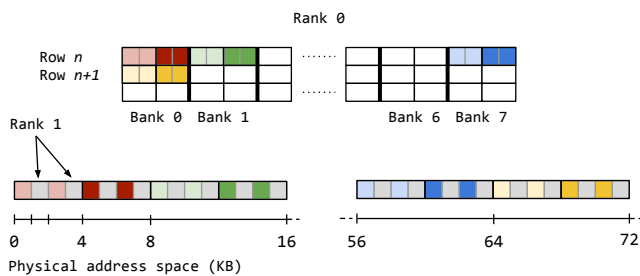 Rank 0
Row n
Row n+1
........
........
Bank 0 Bank 1 Bank 6 Bank 7
Rank 1
0 4 8 16 56 64 72
Physical address space (KB)